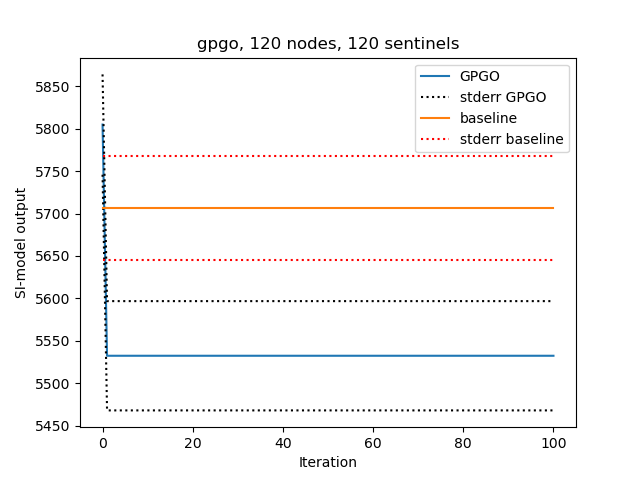 gpgo, 120 nodes, 120 sentinels
GPGO
stderr GPGO
baseline
stderr baseline
5850
5800
5750
5700
5650
5600
5550
5500
5450
SI-model output
0 20 40 60 80 100
Iteration